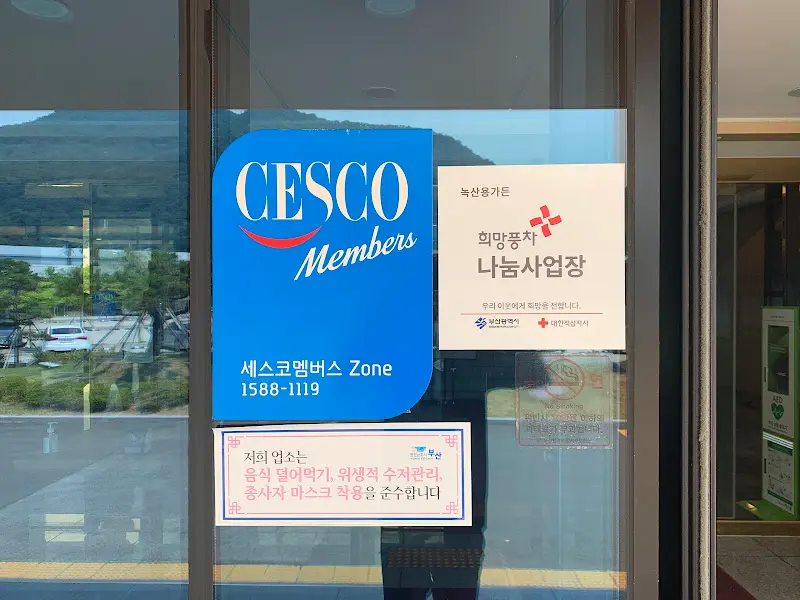 CESCO
Members
세스코멤버스 Zone
1588-1119
녹산용가든
희망풍차
나눔사업장
우리 이웃에게 희망을 전합니다.
부산광역시
대한적십자사
No Smoking
저희 업소는
부산
음식 덜어먹기, 위생적 수저관리,
종사자 마스크 착용을 준수합니다
AED